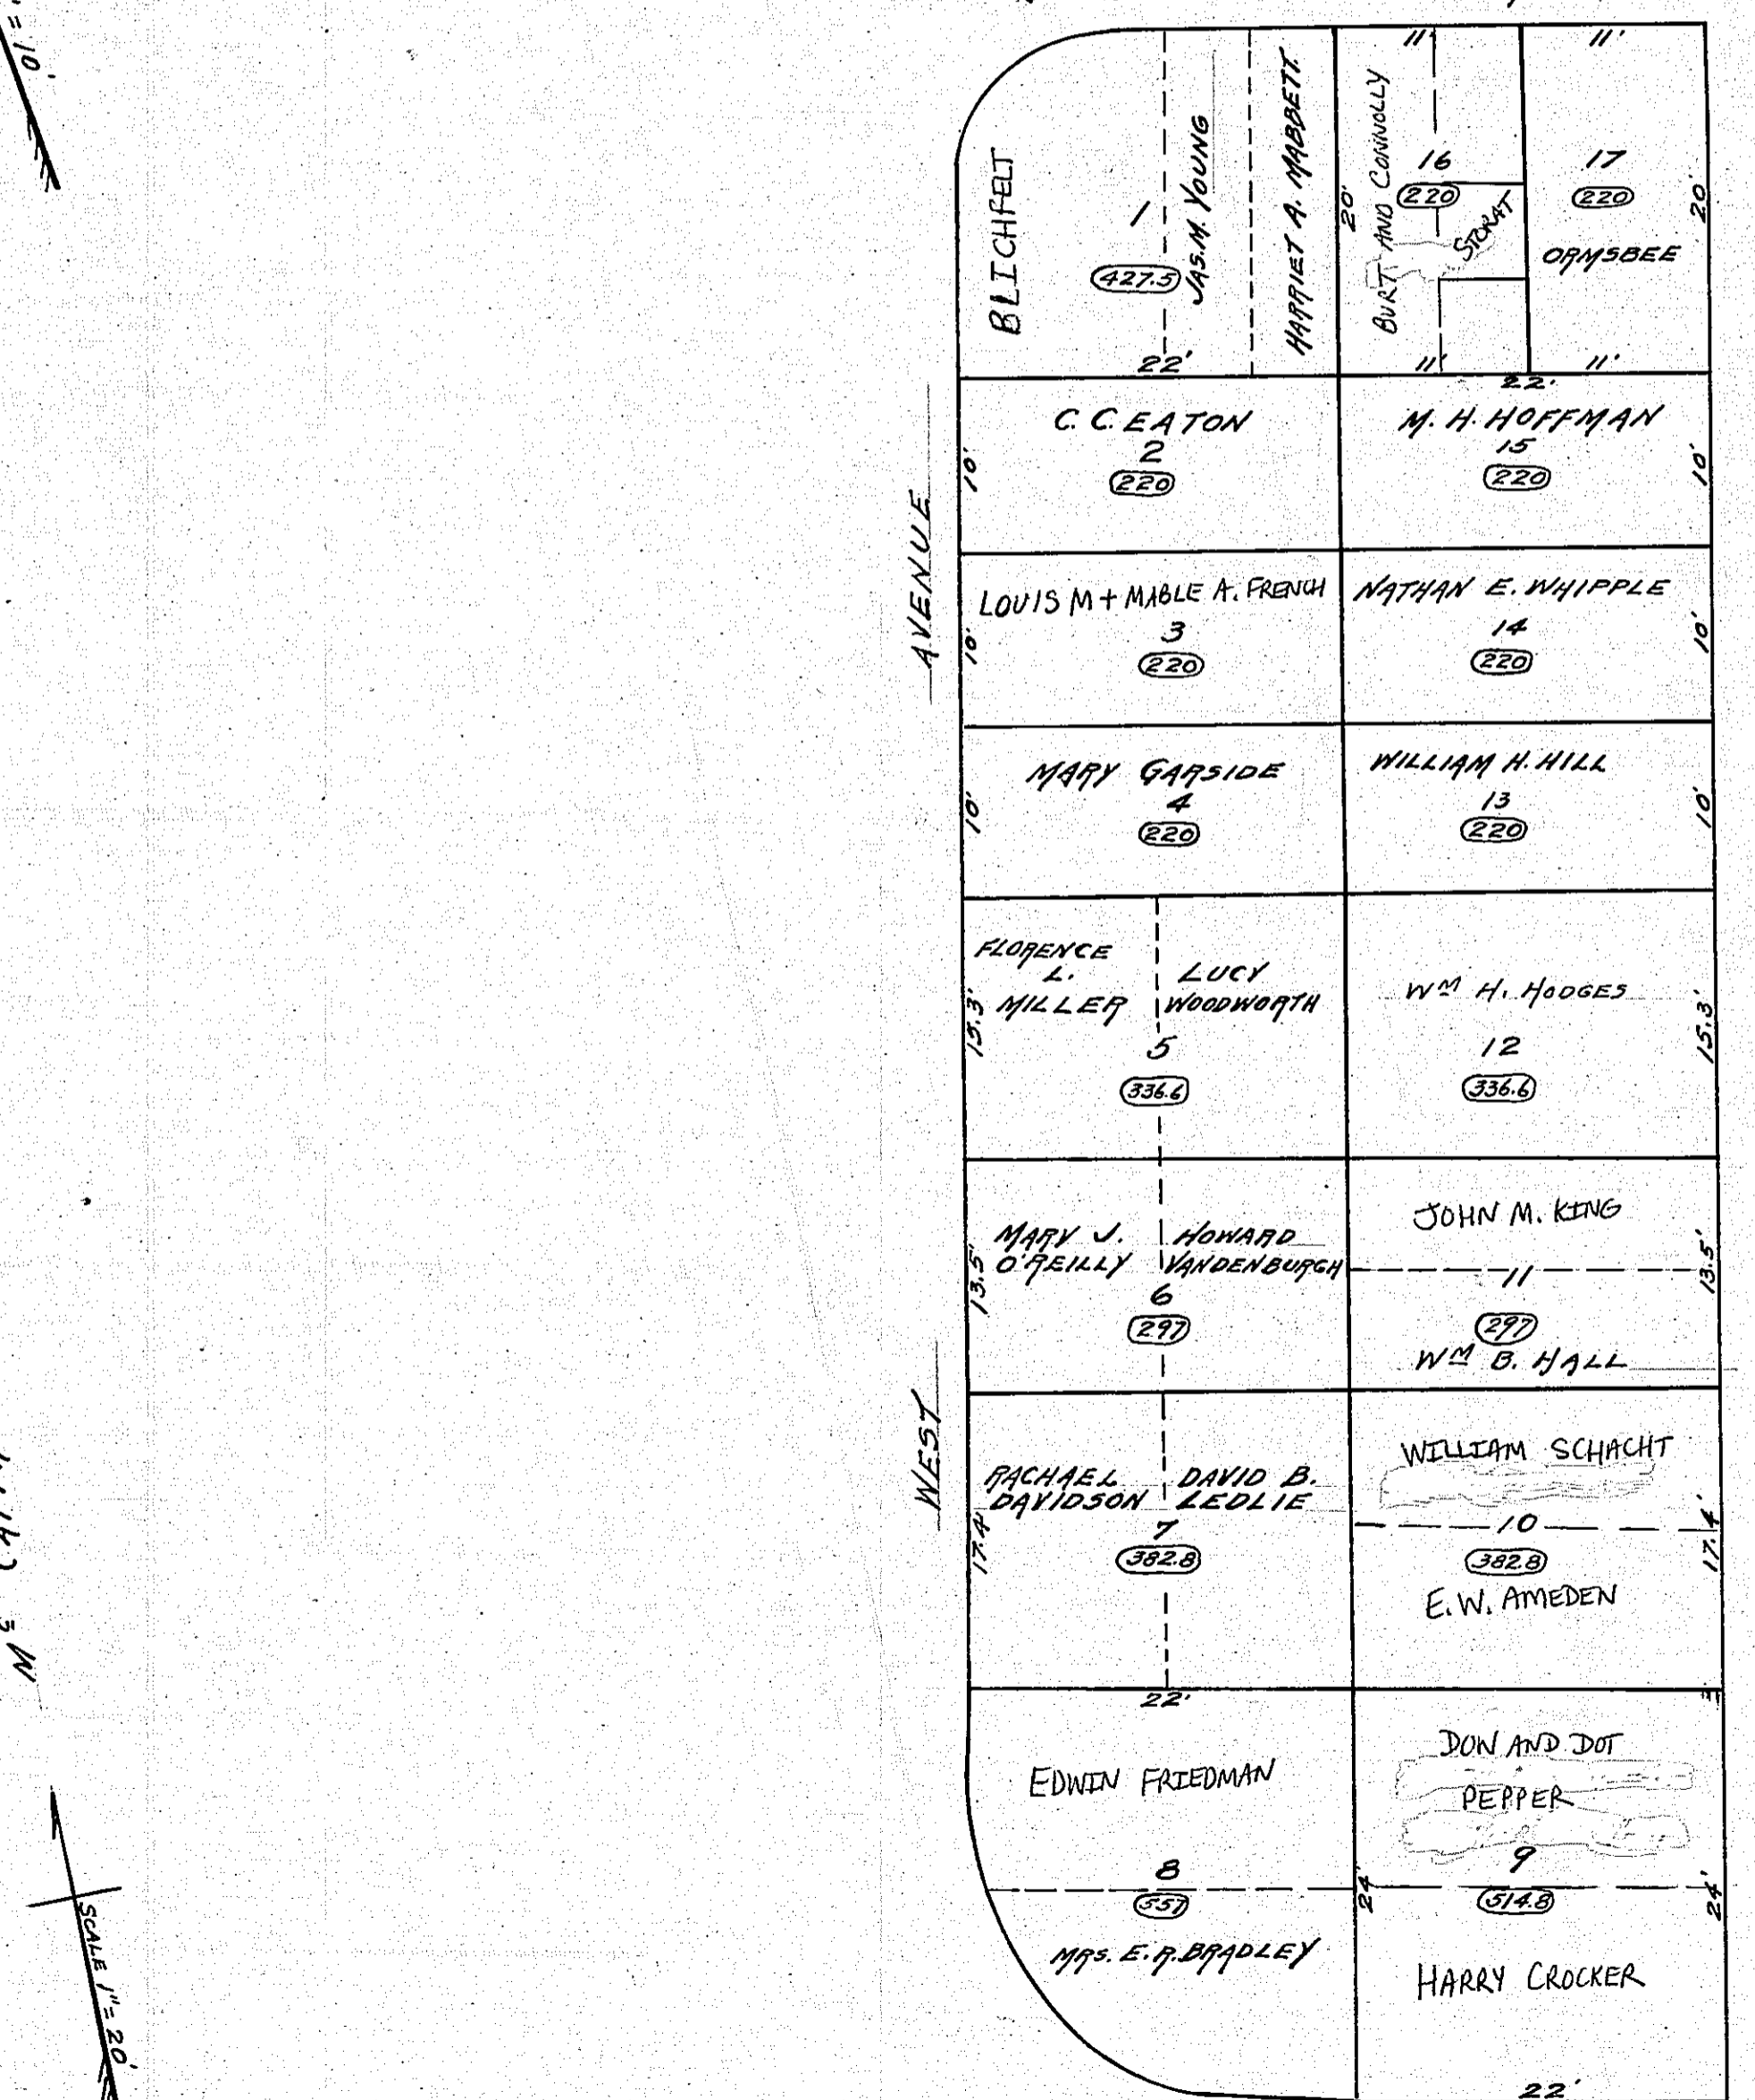 = 10'
BLICHFELT
1
427.5
JAS. M. YOUNG
HARRIET A. MABBETT
22'
20'
BURT AND CONNOLLY
11'
16
220
STORAT
11'
11'
17
220
ORMSBEE
20'
11'
22'
AVENUE
C. C. EATON
2
220
10'
M. H. HOFFMAN
15
220
10'
LOUIS M + MABLE A. FRENCH
3
220
10'
NATHAN E. WHIPPLE
14
220
10'
MARY GARSIDE
4
220
10'
WILLIAM H. HILL
13
220
10'
FLORENCE
L.
MILLER
LUCY
WOODWORTH
5
336.6
15.3'
WM H. HODGES
12
336.6
15.3'
MARY J.
O'REILLY
HOWARD
VANDENBURGH
6
297
13.5'
JOHN M. KING
11
297
WM B. HALL
13.5'
WEST
RACHAEL
DAVIDSON
DAVID B.
LEDLIE
7
382.8
17.4'
WILLIAM SCHACHT
10
382.8
E. W. AMEDEN
17.4'
22'
EDWIN FRIEDMAN
8
557
MRS. E. R. BRADLEY
24'
DON AND DOT
PEPPER
9
514.8
HARRY CROCKER
24'
22'
SCALE 1" = 20'